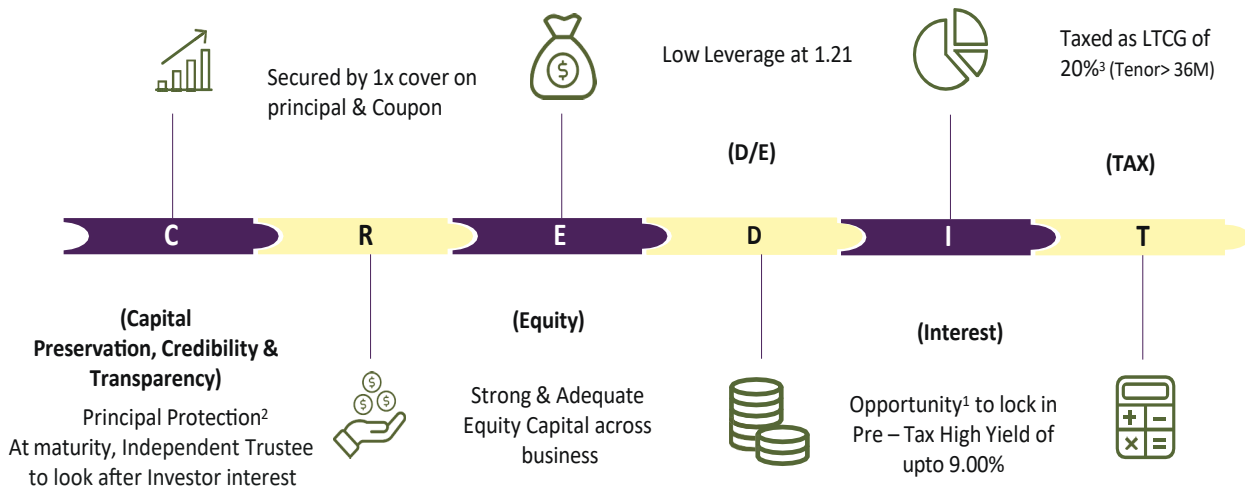 Secured by 1x cover on
principal & Coupon
Low Leverage at 1.21
Taxed as LTCG of
20%³ (Tenor> 36M)
(D/E)
(TAX)
C
R
E
D
I
T
(Capital
Preservation, Credibility &
Transparency)
Principal Protection²
At maturity, Independent Trustee
to look after Investor interest
(Equity)
Strong & Adequate
Equity Capital across
business
(Interest)
Opportunity¹ to lock in
Pre – Tax High Yield of
upto 9.00%